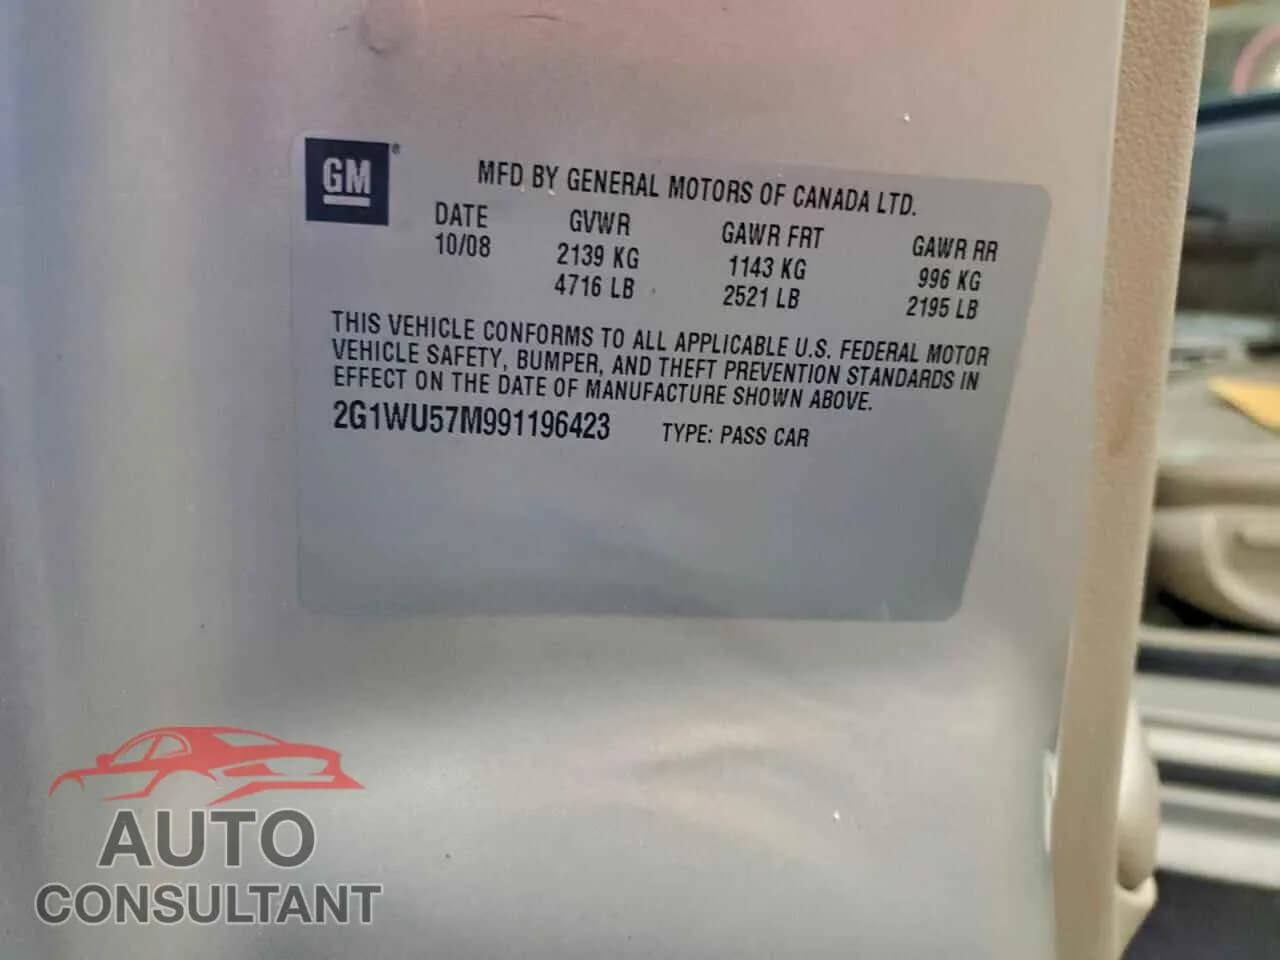 GM®
MFD BY GENERAL MOTORS OF CANADA LTD.
DATE GVWR GAWR FRT GAWR RR
10/08 2139 KG 1143 KG 996 KG
4716 LB 2521 LB 2195 LB
THIS VEHICLE CONFORMS TO ALL APPLICABLE U.S. FEDERAL MOTOR
VEHICLE SAFETY, BUMPER, AND THEFT PREVENTION STANDARDS IN
EFFECT ON THE DATE OF MANUFACTURE SHOWN ABOVE.
2G1WU57M991196423 TYPE: PASS CAR
AUTO
CONSULTANT